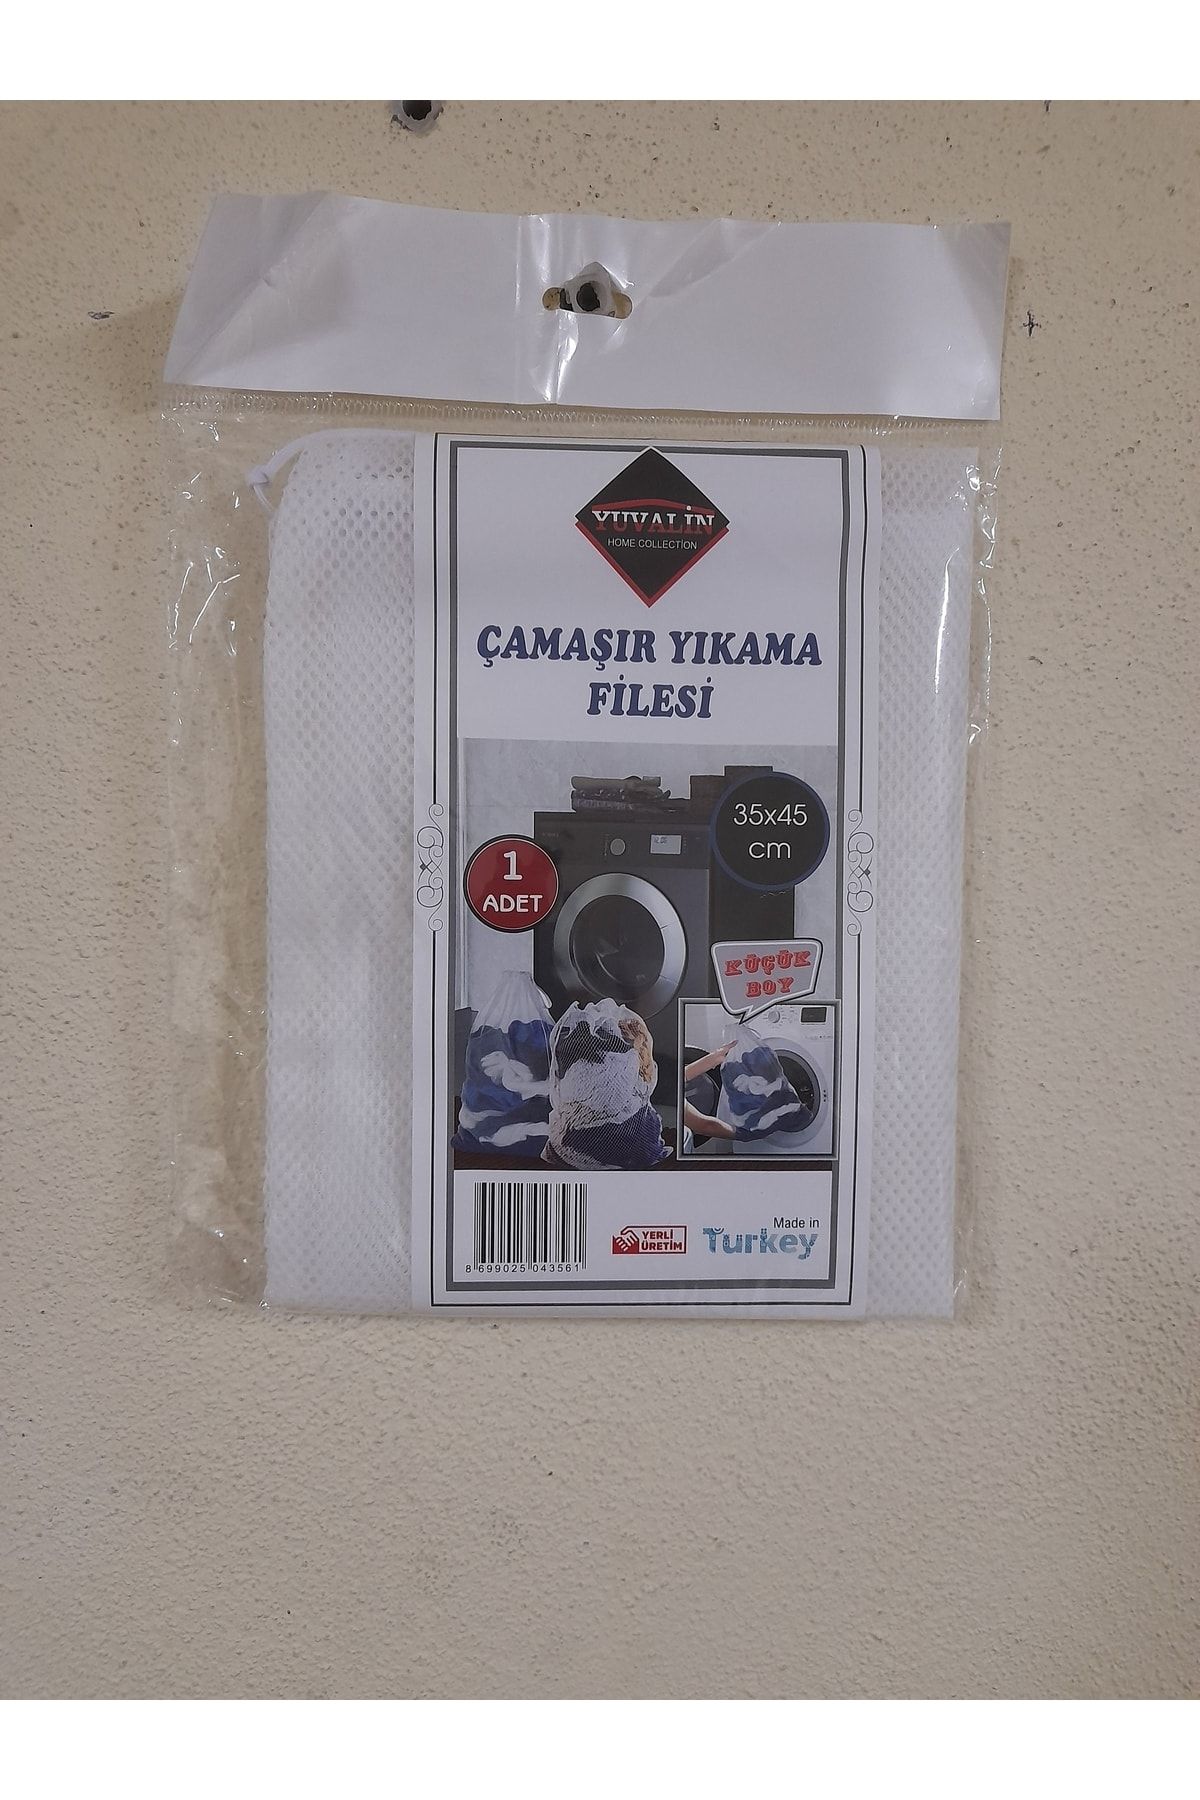 YUVALİN
HOME COLLECTİON
ÇAMAŞIR YIKAMA
FİLESİ
35x45
cm
1
ADET
KÜÇÜK
BOY
8 699025 043561
YERLİ
ÜRETİM
Made in
Turkey